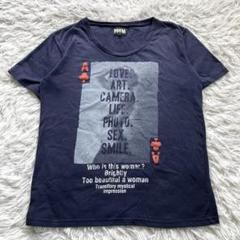 A
LOVE.
ART.
CAMERA.
LIFE.
PHOTO.
SEX.
SMILE.
A
Who is this woman?
Brightly
Too beautiful a woman
Transitory mystical
impression